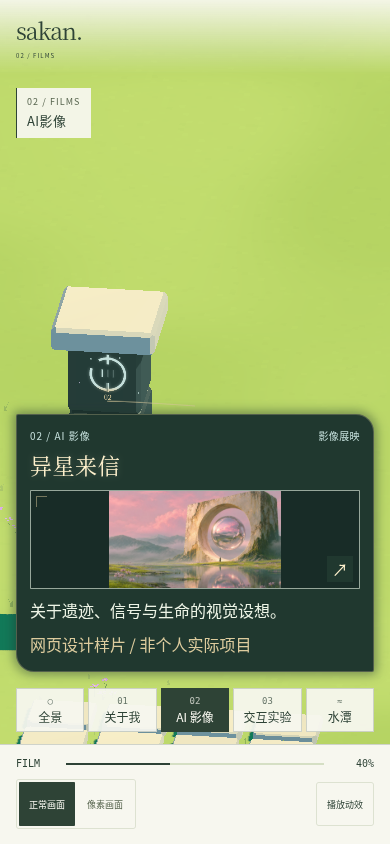 sakan.
02 / FILMS
02 / FILMS
AI影像
02
02 / AI 影像
影像展映
异星来信
↗
关于遗迹、信号与生命的视觉设想。
网页设计样片 / 非个人实际项目
○
全景
01
关于我
02
AI 影像
03
交互实验
≈
水潭
FILM
40%
正常画面
像素画面
播放动效